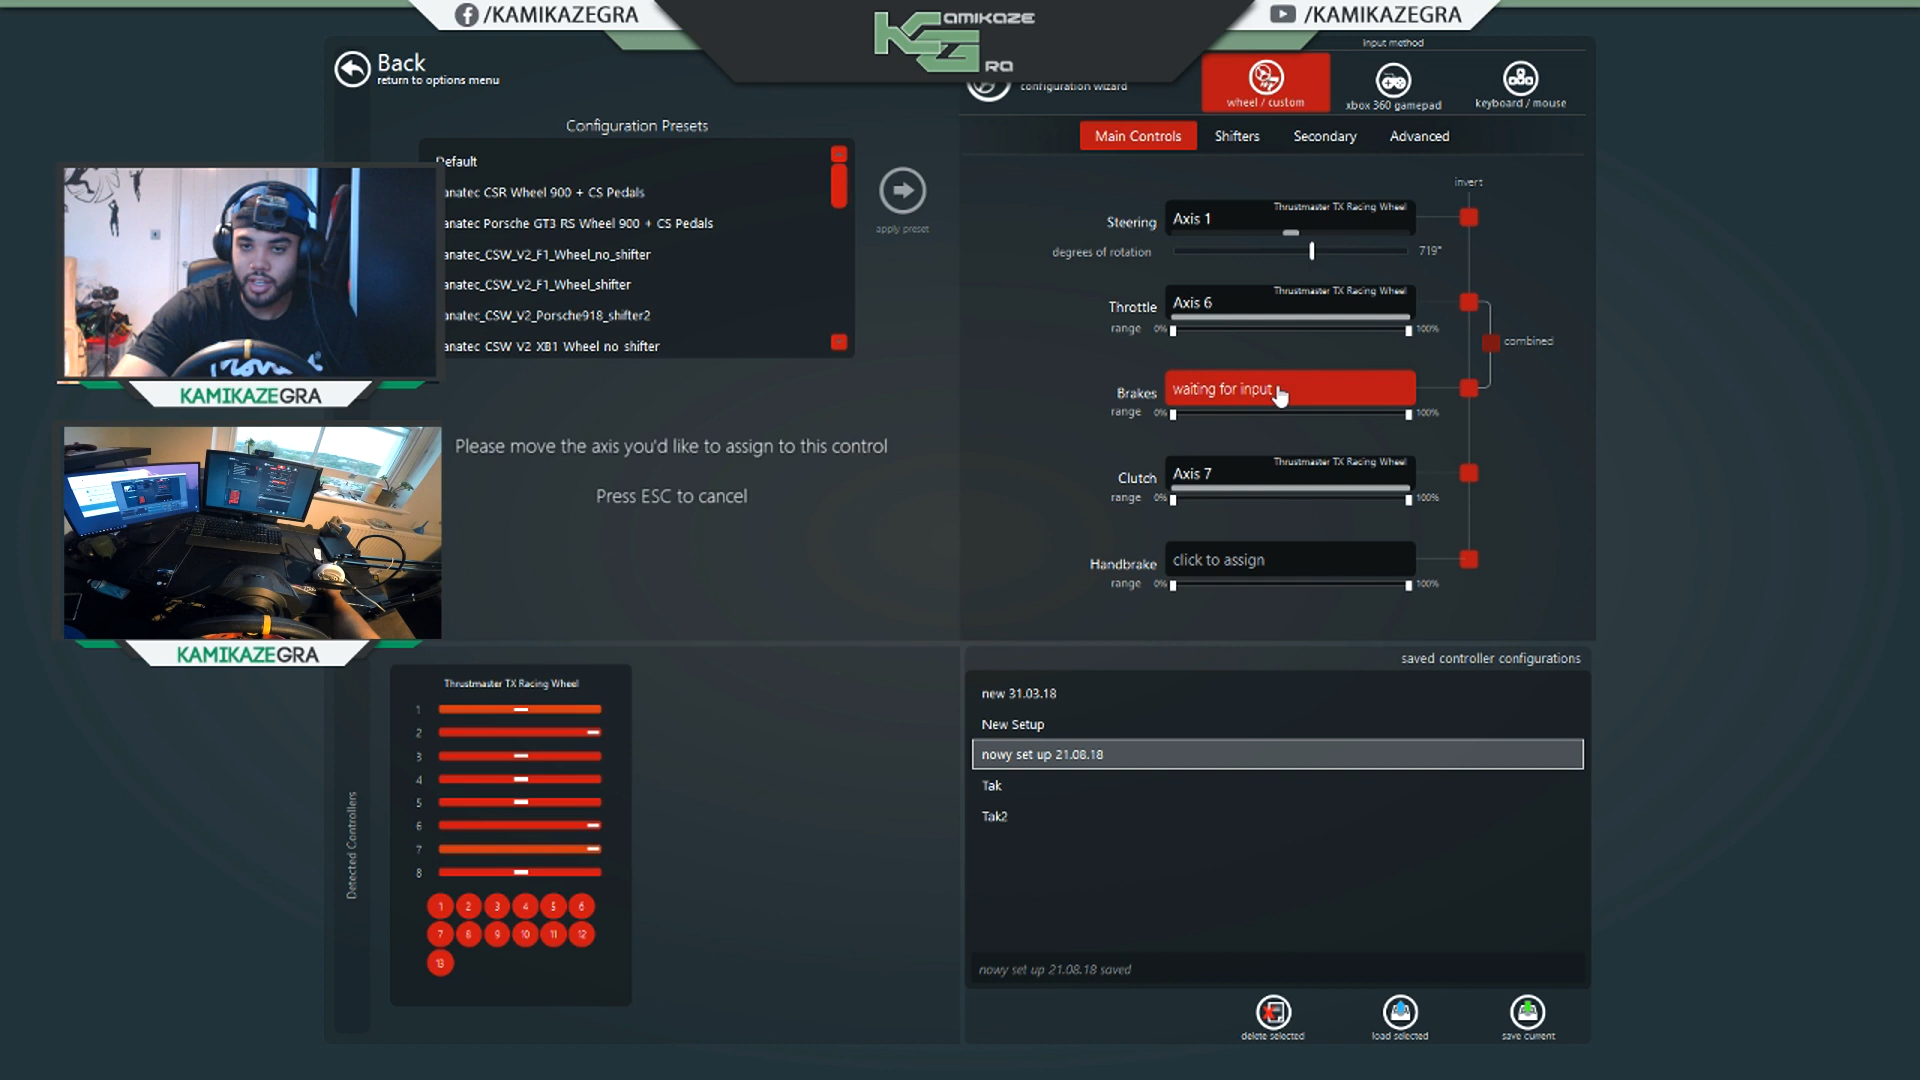 /KAMIKAZEGRA
KAMIKAZE
GRA
/KAMIKAZEGRA
Back
return to options menu
configuration wizard
Input method
wheel / custom
xbox 360 gamepad
keyboard / mouse
Main Controls
Shifters
Secondary
Advanced
Configuration Presets
Default
anatec CSR Wheel 900 + CS Pedals
anatec Porsche GT3 RS Wheel 900 + CS Pedals
anatec_CSW_V2_F1_Wheel_no_shifter
anatec_CSW_V2_F1_Wheel_shifter
anatec_CSW_V2_Porsche918_shifter2
anatec CSW V2 XB1 Wheel no shifter
apply preset
KAMIKAZEGRA
Please move the axis you'd like to assign to this control
Press ESC to cancel
KAMIKAZEGRA
invert
Steering
Axis 1
Thrustmaster TX Racing Wheel
degrees of rotation
719°
Throttle
Axis 6
Thrustmaster TX Racing Wheel
range 0% 100%
combined
Brakes
waiting for input
range 0% 100%
Clutch
Axis 7
Thrustmaster TX Racing Wheel
range 0% 100%
Handbrake
click to assign
range 0% 100%
Detected Controllers
Thrustmaster TX Racing Wheel
1
2
3
4
5
6
7
8
1 2 3 4 5 6
7 8 9 10 11 12
13
saved controller configurations
new 31.03.18
New Setup
nowy set up 21.08.18
Tak
Tak2
nowy set up 21.08.18 saved
delete selected
load selected
save current